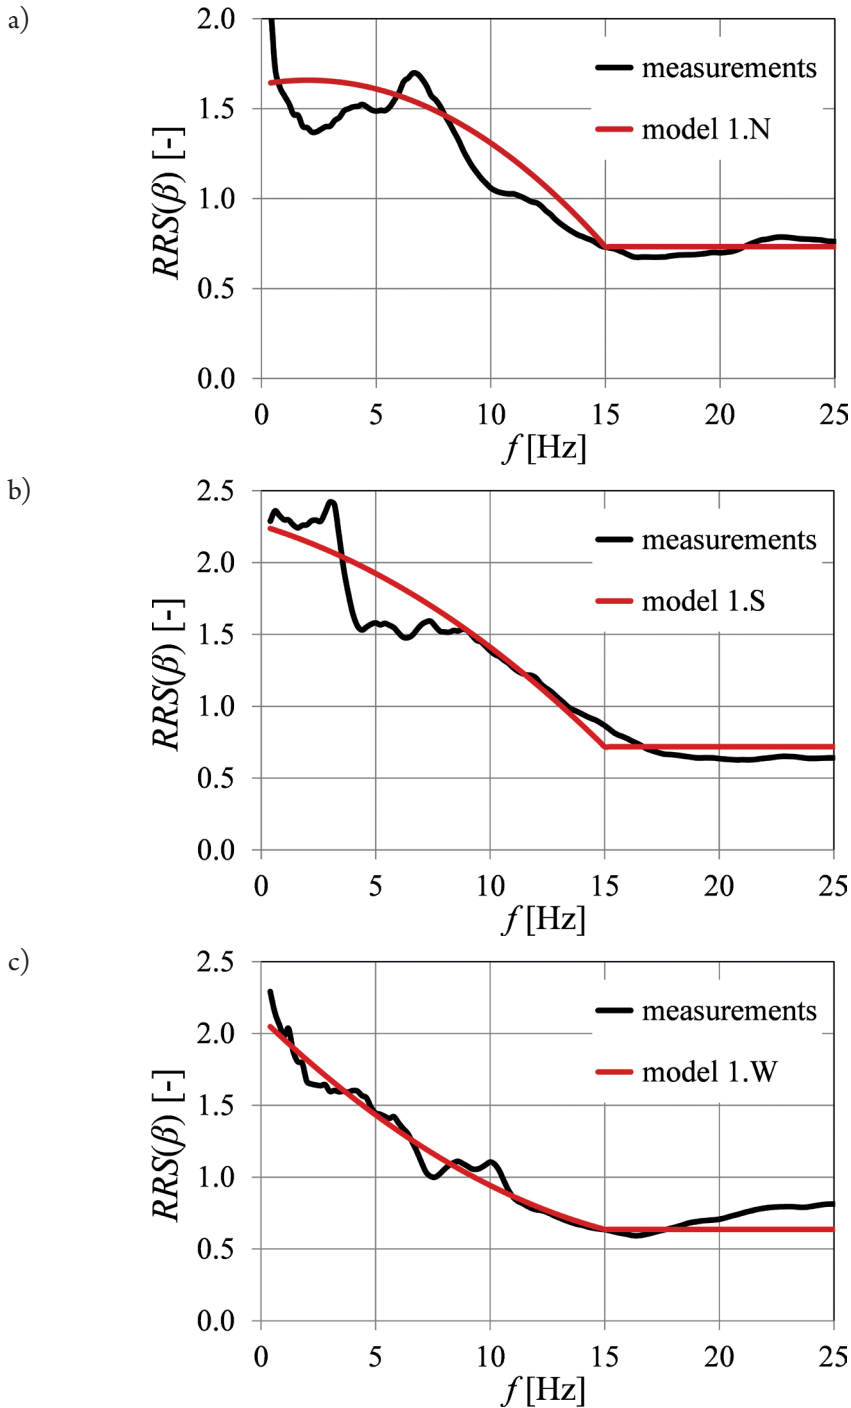 a)
RRS(β) [-]
2.0
1.5
1.0
0.5
0.0
measurements
model 1.N
0 5 10 15 20 25
f [Hz]
b)
RRS(β) [-]
2.5
2.0
1.5
1.0
0.5
0.0
measurements
model 1.S
0 5 10 15 20 25
f [Hz]
c)
RRS(β) [-]
2.5
2.0
1.5
1.0
0.5
0.0
measurements
model 1.W
0 5 10 15 20 25
f [Hz]